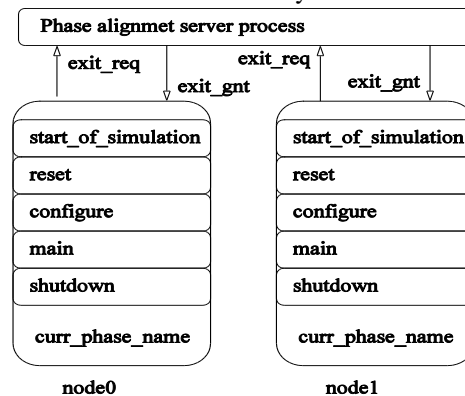 Phase alignmet server process
exit_req
exit_gnt
exit_req
exit_gnt
start_of_simulation
reset
configure
main
shutdown
curr_phase_name
node0
start_of_simulation
reset
configure
main
shutdown
curr_phase_name
node1